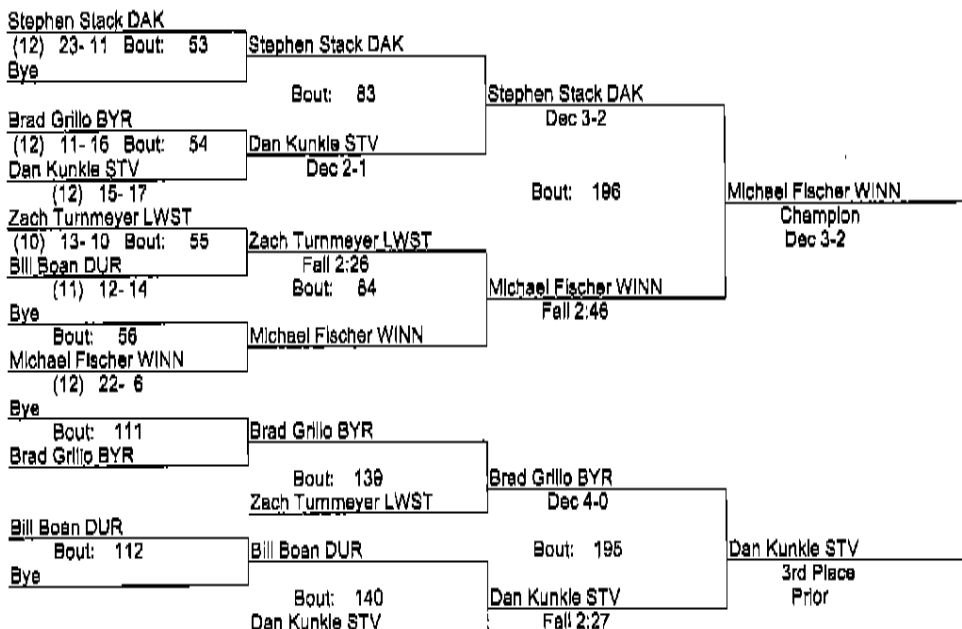 Stephen Stack DAK
(12) 23- 11 Bout: 53
Bye
Stephen Stack DAK
Bout: 83
Brad Grillo BYR
(12) 11- 16 Bout: 54
Dan Kunkle STV
(12) 15- 17
Dan Kunkle STV
Dec 2-1
Stephen Stack DAK
Dec 3-2
Bout: 196
Zach Turnmeyer LWST
(10) 13- 10 Bout: 55
Bill Boan DUR
(11) 12- 14
Zach Turnmeyer LWST
Fall 2:26
Bout: 84
Bye
Bout: 56
Michael Fischer WINN
(12) 22- 6
Michael Fischer WINN
Michael Fischer WINN
Fall 2:46
Michael Fischer WINN
Champion
Dec 3-2
Bye
Bout: 111
Brad Grillo BYR
Brad Grillo BYR
Bout: 139
Zach Turnmeyer LWST
Brad Grillo BYR
Dec 4-0
Bout: 195
Bill Boan DUR
Bout: 112
Bye
Bill Boan DUR
Bout: 140
Dan Kunkle STV
Dan Kunkle STV
Fall 2:27
Dan Kunkle STV
3rd Place
Prior